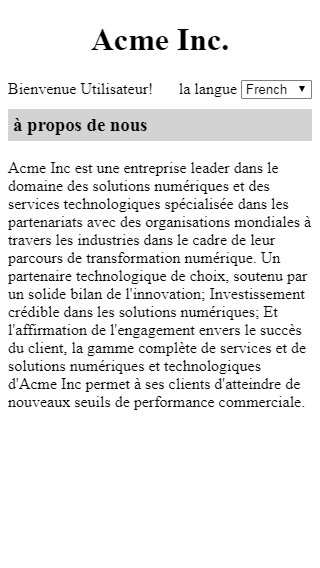 Acme Inc.
Bienvenue Utilisateur! la langue French
à propos de nous
Acme Inc est une entreprise leader dans le
domaine des solutions numériques et des
services technologiques spécialisée dans les
partenariats avec des organisations mondiales à
travers les industries dans le cadre de leur
parcours de transformation numérique. Un
partenaire technologique de choix, soutenu par
un solide bilan de l'innovation; Investissement
crédible dans les solutions numériques; Et
l'affirmation de l'engagement envers le succès
du client, la gamme complète de services et de
solutions numériques et technologiques
d'Acme Inc permet à ses clients d'atteindre de
nouveaux seuils de performance commerciale.